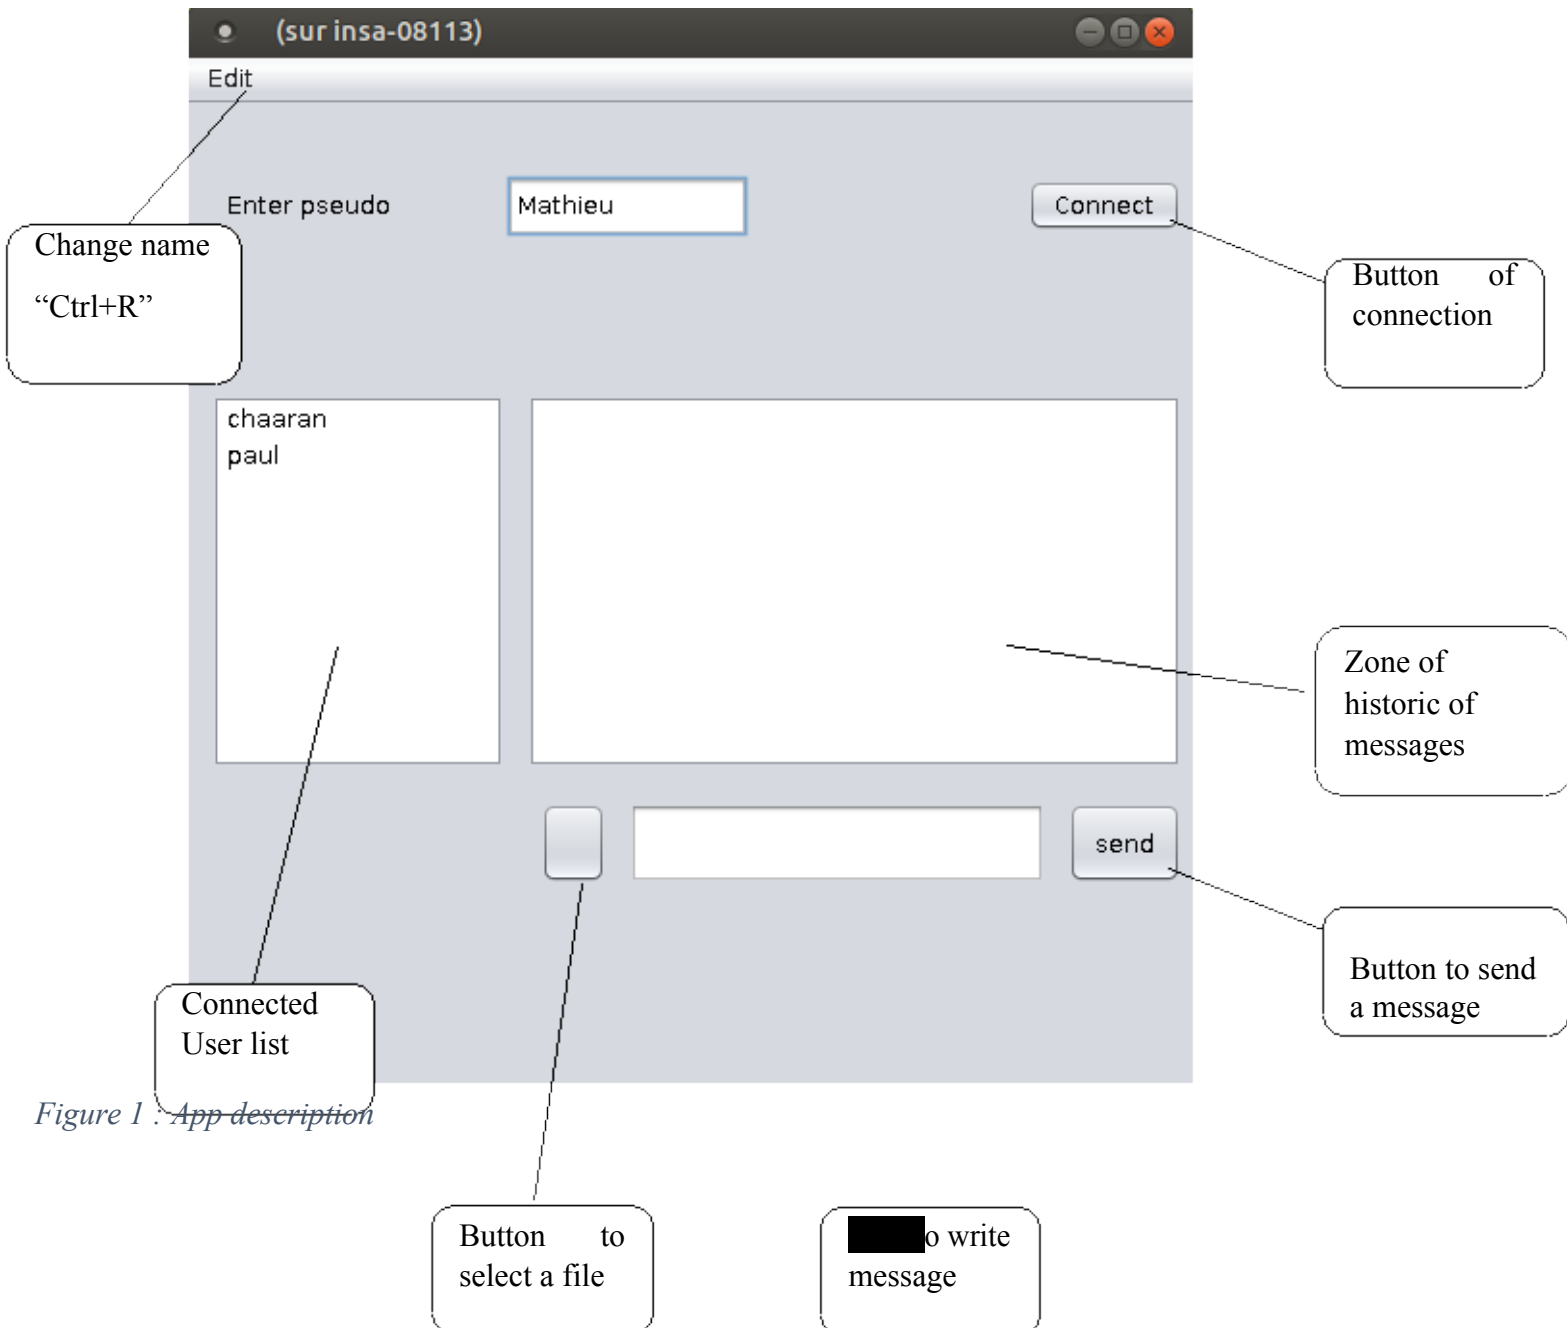 (sur insa-08113)
Edit
Enter pseudo
Mathieu
Connect
Change name
“Ctrl+R”
Button of
connection
chaaran
paul
Zone of
historic of
messages
send
Button to send
a message
Connected
User list
Figure 1 : App description
Button to
select a file
write
message